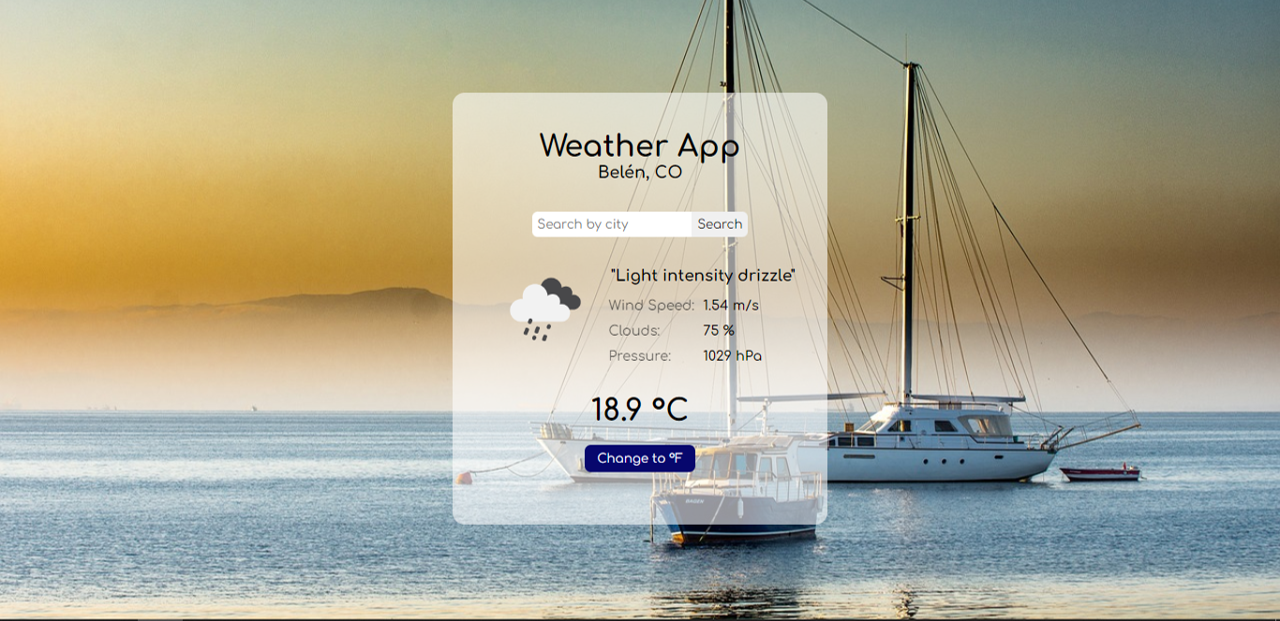 Weather App
Belén, CO
Search by city Search
"Light intensity drizzle"
Wind Speed: 1.54 m/s
Clouds: 75 %
Pressure: 1029 hPa
18.9 °C
Change to °F